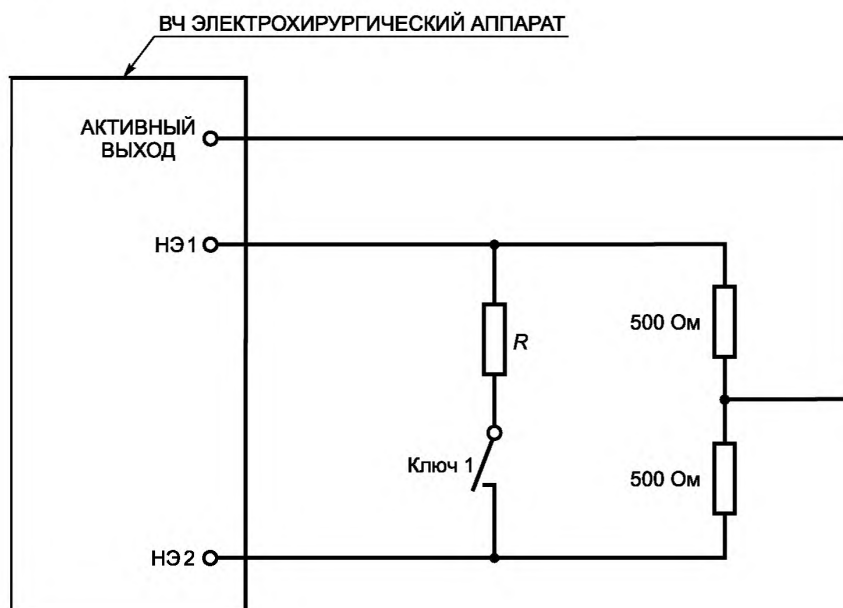 ВЧ ЭЛЕКТРОХИРУРГИЧЕСКИЙ АППАРАТ
АКТИВНЫЙ
ВЫХОД
НЭ1
500 Ом
R
Ключ 1
500 Ом
НЭ2